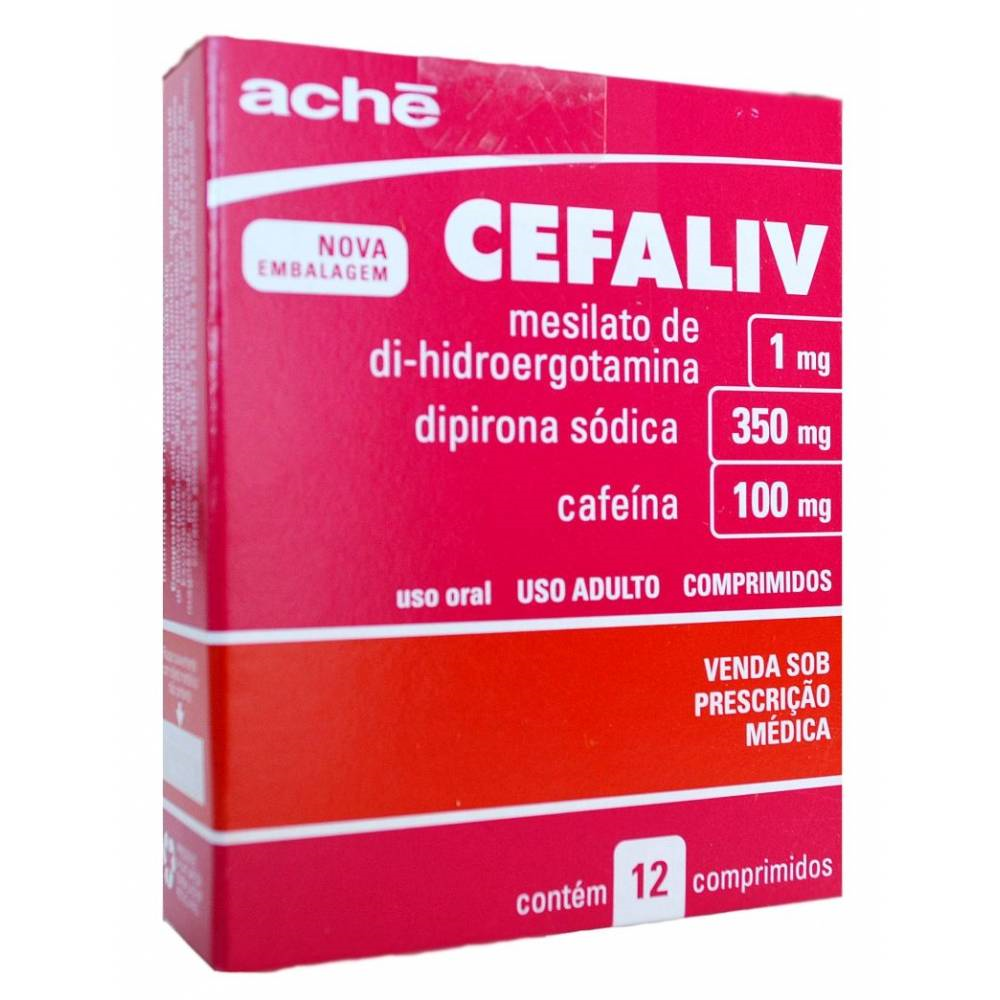 achē
NOVA
EMBALAGEM
CEFALIV
mesilato de
di-hidroergotamina
1 mg
dipirona sódica
350 mg
cafeína
100 mg
uso oral USO ADULTO COMPRIMIDOS
VENDA SOB
PRESCRIÇÃO
MÉDICA
contém 12 comprimidos